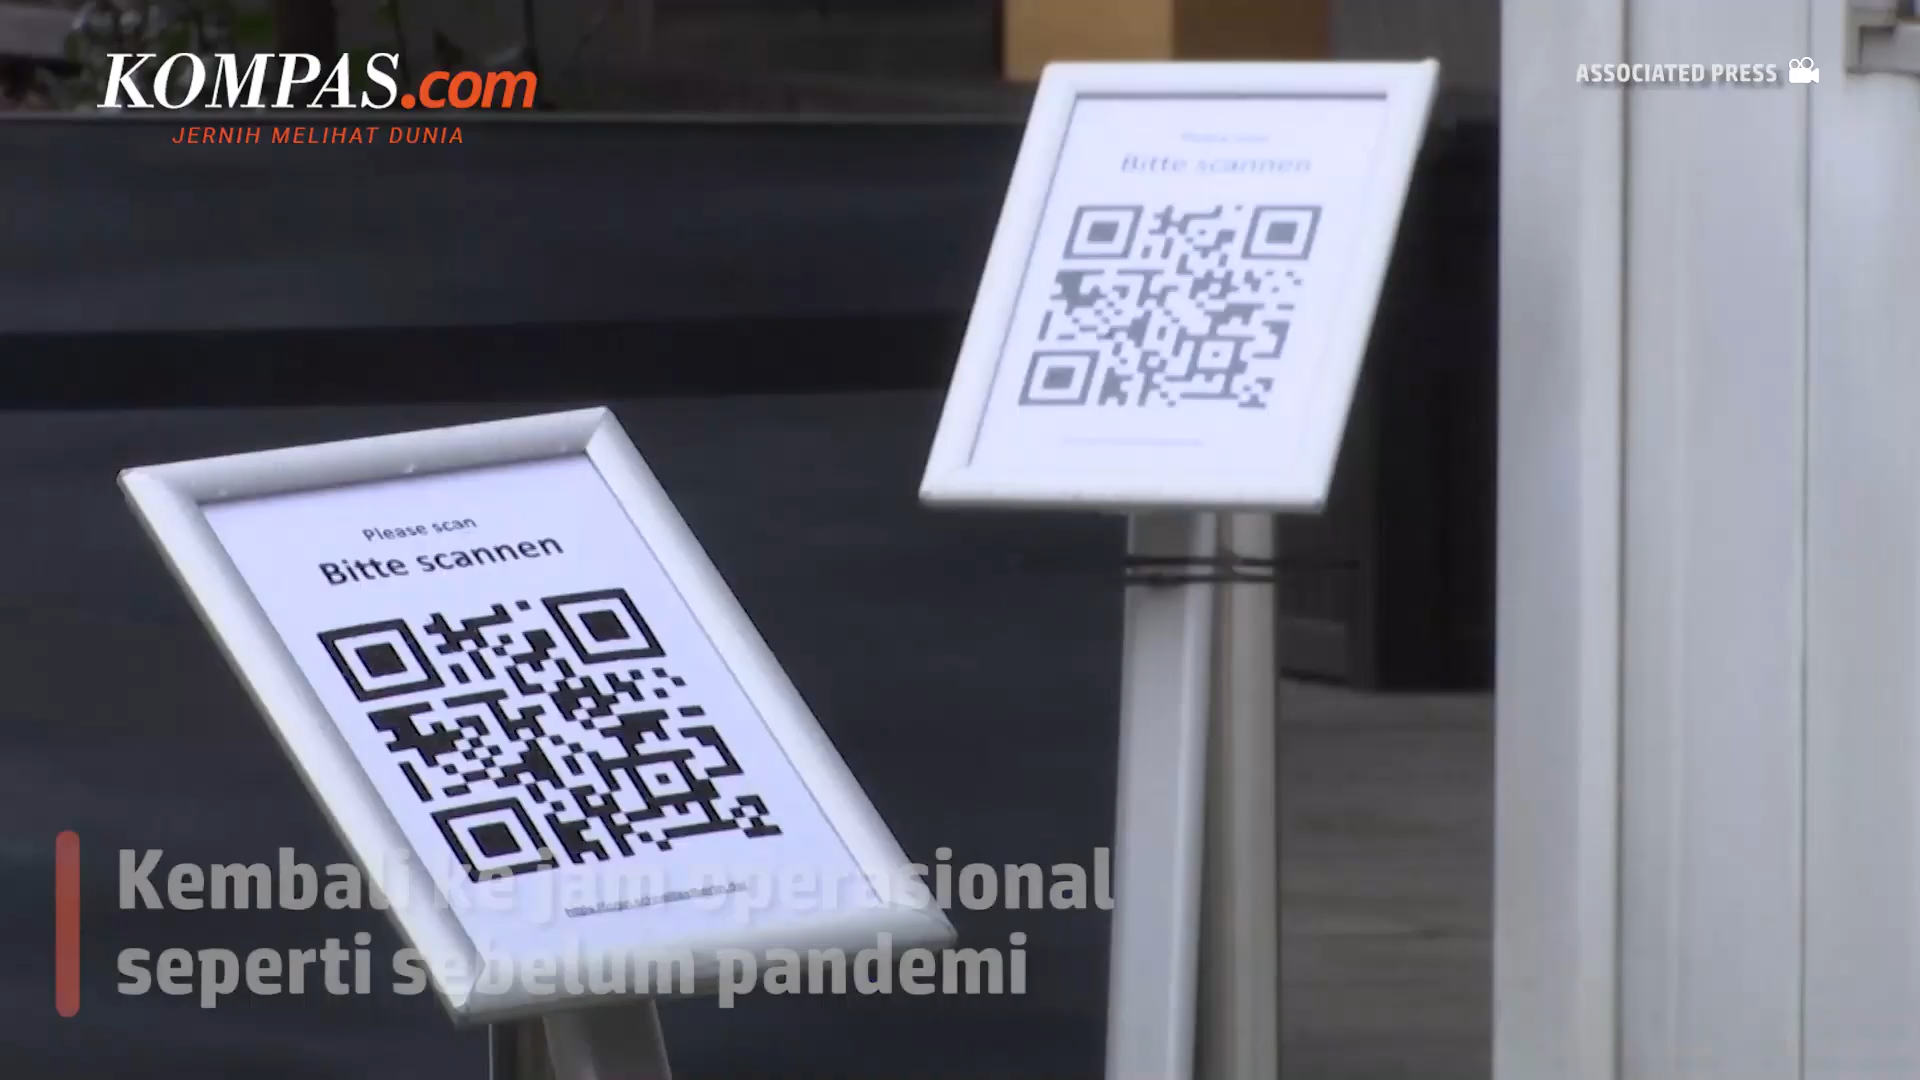 KOMPAS.com
JERNIH MELIHAT DUNIA
ASSOCIATED PRESS
Bitte scannen
Please scan
Bitte scannen
Kembali ke jam operasional
seperti sebelum pandemi